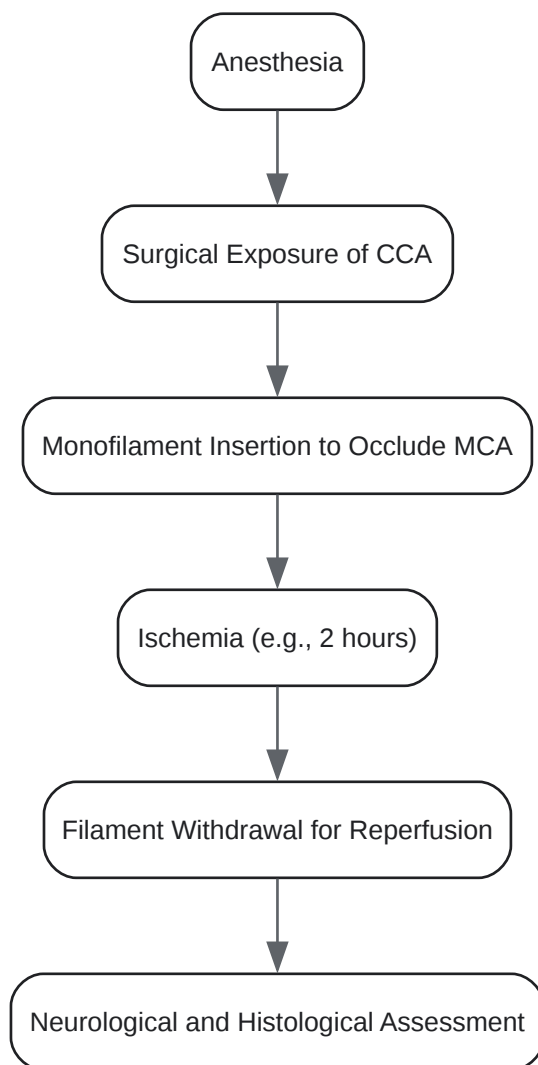 Anesthesia
Surgical Exposure of CCA
Monofilament Insertion to Occlude MCA
Ischemia (e.g., 2 hours)
Filament Withdrawal for Reperfusion
Neurological and Histological Assessment